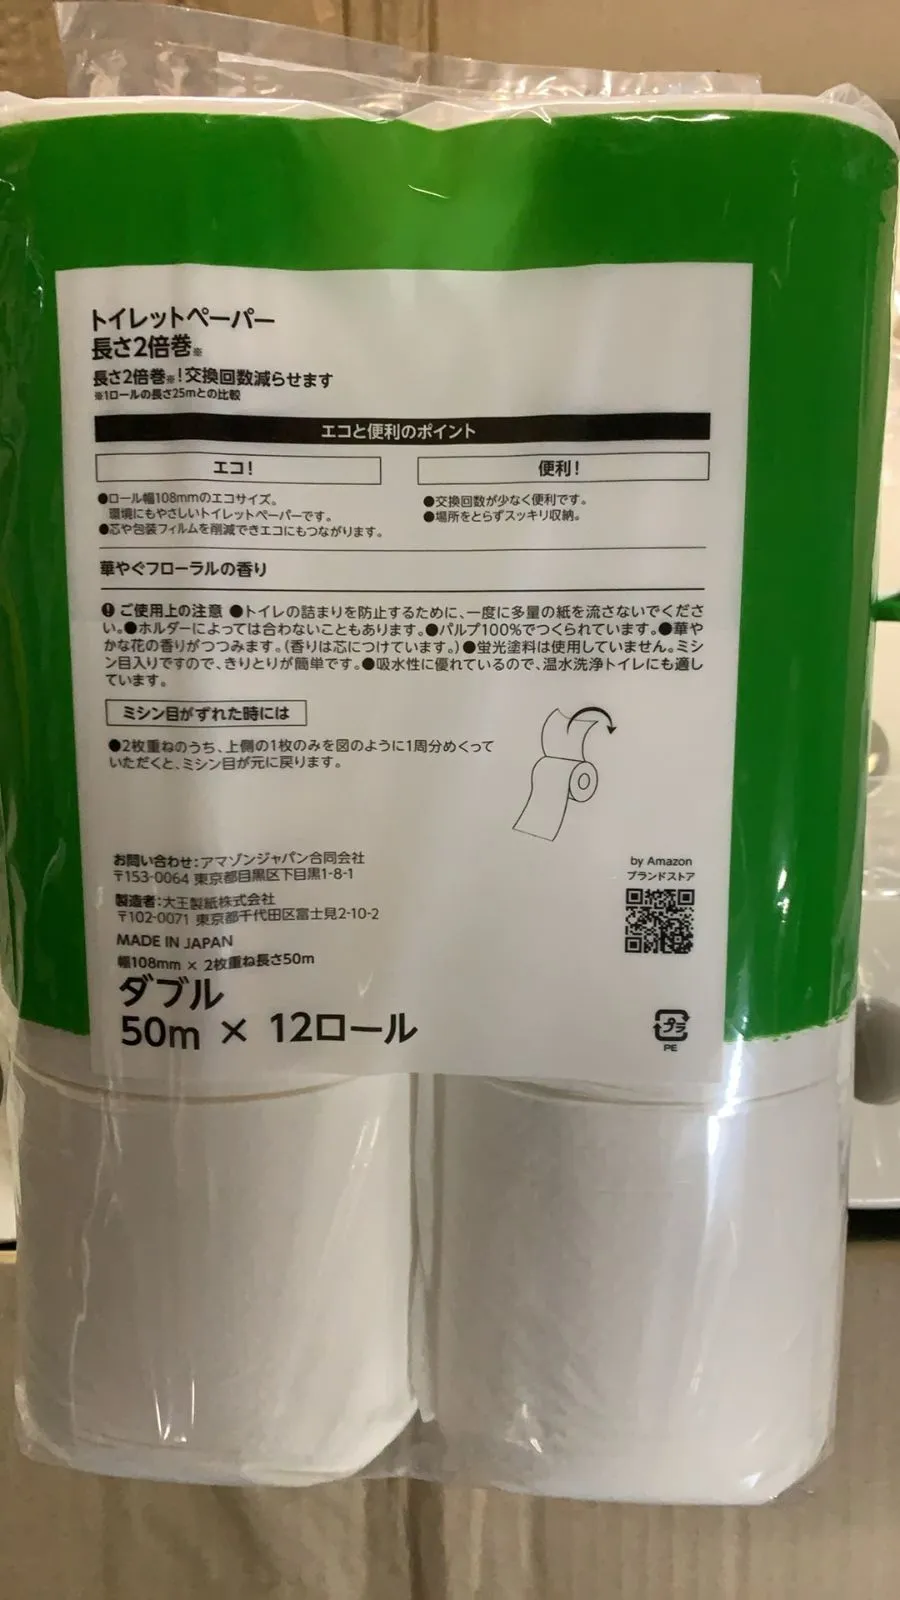 トイレットペーパー
長さ2倍巻※
長さ2倍巻※!交換回数減らせます
※1ロールの長さ25mとの比較
エコと便利のポイント
エコ!
●ロール幅108mmのエコサイズ。
環境にもやさしいトイレットペーパーです。
●芯や包装フィルムを削減できエコにもつながります。
便利!
●交換回数が少なく便利です。
●場所をとらずスッキリ収納。
華やぐフローラルの香り
ご使用上の注意 ●トイレの詰まりを防止するために、一度に多量の紙を流さないでくださ
い。●ホルダーによっては合わないこともあります。●パルプ100%でつくられています。●華や
かな花の香りがつつみます。(香りは芯につけています。)●蛍光塗料は使用していません。ミシ
ン目入りですので、きりとりが簡単です。●吸水性に優れているので、温水洗浄トイレにも適し
ています。
ミシン目がずれた時には
●2枚重ねのうち、上側の1枚のみを図のように1周分めくって
いただくと、ミシン目が元に戻ります。
お問い合わせ:アマゾンジャパン合同会社
〒153-0064 東京都目黒区下目黒1-8-1
製造者:大王製紙株式会社
〒102-0071 東京都千代田区富士見2-10-2
MADE IN JAPAN
幅108mm × 2枚重ね長さ50m
ダブル
50m × 12ロール
by Amazon
ブランドストア
プラ
PE